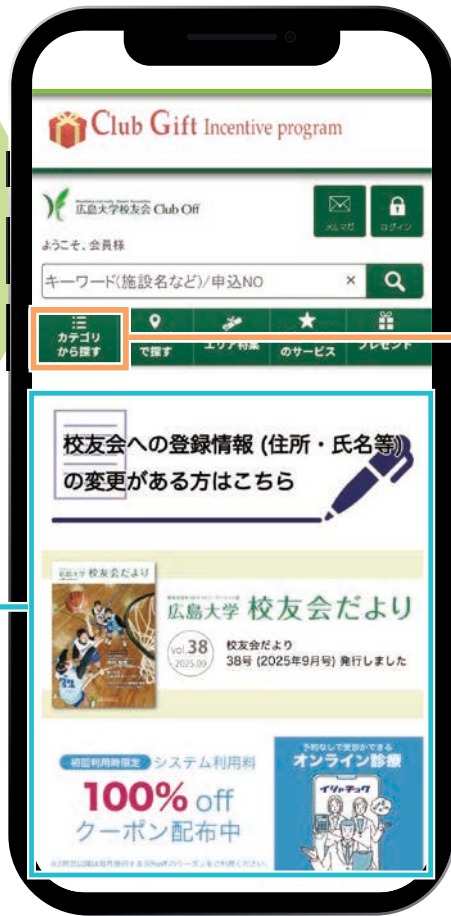 Club Gift Incentive program
広島大学校友会 Club Off
メルマガ
ログイン
ようこそ、会員様
キーワード(施設名など)/申込NO
×
カテゴリ
から探す
で探す
エリア特集
のサービス
プレゼント
校友会への登録情報 (住所・氏名等)
の変更がある方はこちら
広島大学 校友会だより
広島大学 校友会だより
vol.38
2025.09
校友会だより
38号 (2025年9月号) 発行しました
初回利用時限定 システム利用料
100% off
クーポン配布中
予約なしで受診ができる
オンライン診療
イシャチョク